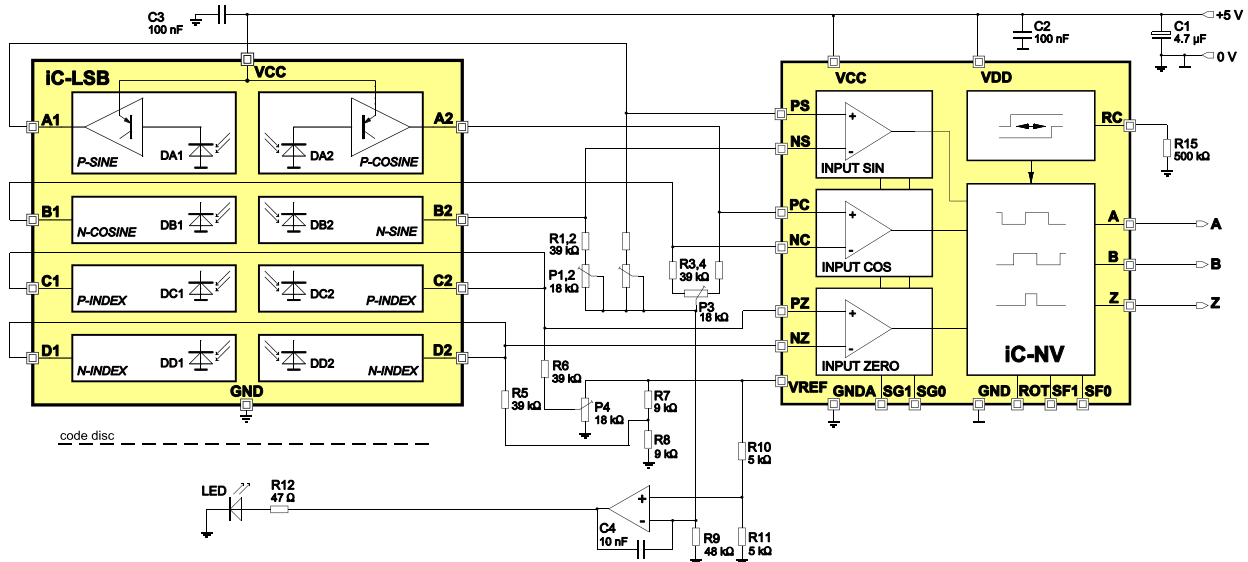 C3
100 nF
+5 V
C2
100 nF
C1
4.7 µF
0 V
iC-LSB
VCC
VCC
VDD
A1
A2
PS
RC
P-SINE
DA1
DA2
P-COSINE
NS
INPUT SIN
R15
500 kΩ
B1
B2
N-COSINE
DB1
DB2
N-SINE
PC
NC
INPUT COS
A
A
B
B
Z
Z
R1,2
39 kΩ
R3,4
39 kΩ
P1,2
18 kΩ
P3
18 kΩ
C1
C2
P-INDEX
DC1
DC2
P-INDEX
PZ
NZ
INPUT ZERO
iC-NV
D1
D2
N-INDEX
DD1
DD2
N-INDEX
GND
VREF
GNDA
SG1
SG0
GND
ROT
SF1
SF0
R6
39 kΩ
R5
39 kΩ
P4
18 kΩ
R7
9 kΩ
R8
9 kΩ
code disc
R10
5 kΩ
LED
R12
47 Ω
+
-
C4
10 nF
R9
48 kΩ
R11
5 kΩ
+
-
+
-
+
-